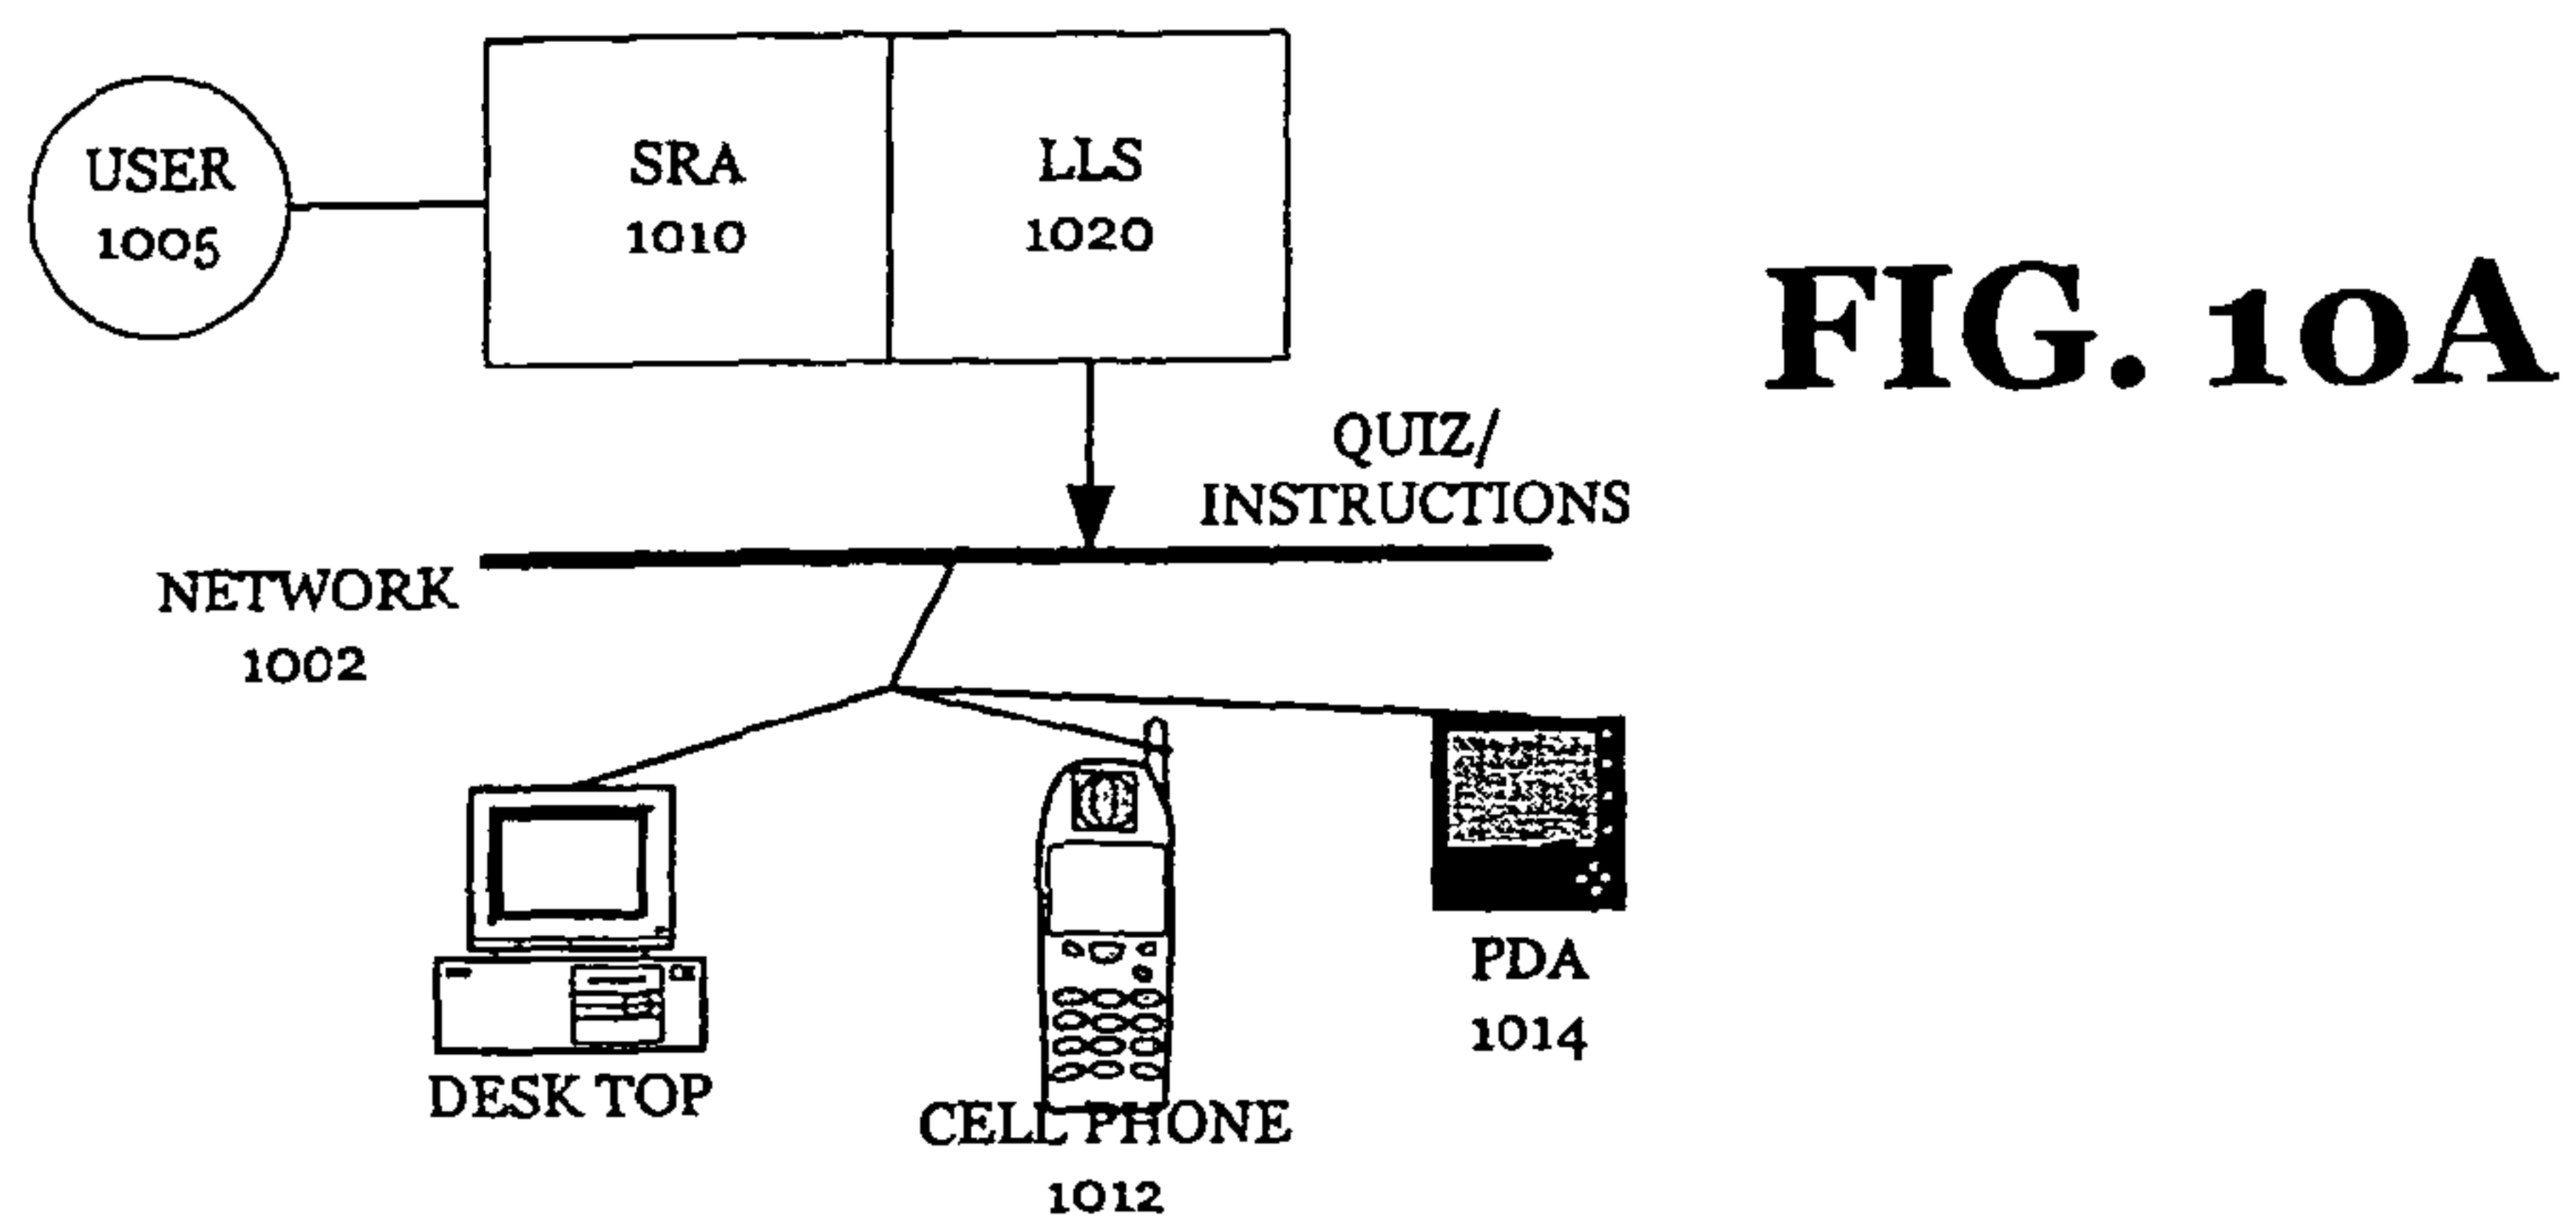 USER
1005
SRA
1010
LLS
1020
FIG. 10A
QUIZ/
INSTRUCTIONS
NETWORK
1002
DESK TOP
CELL PHONE
1012
PDA
1014